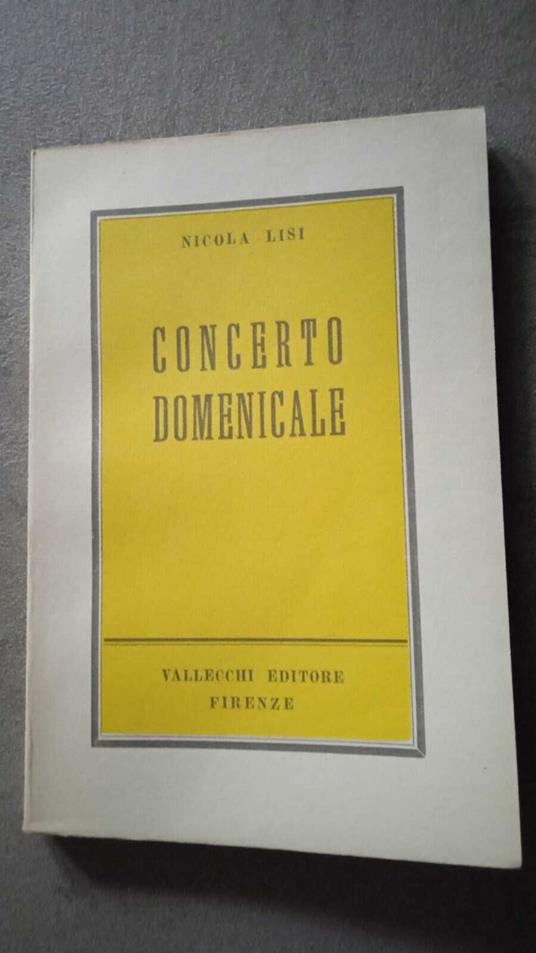 NICOLA LISI
CONCERTO
DOMENICALE
VALLECCHI EDITORE
FIRENZE